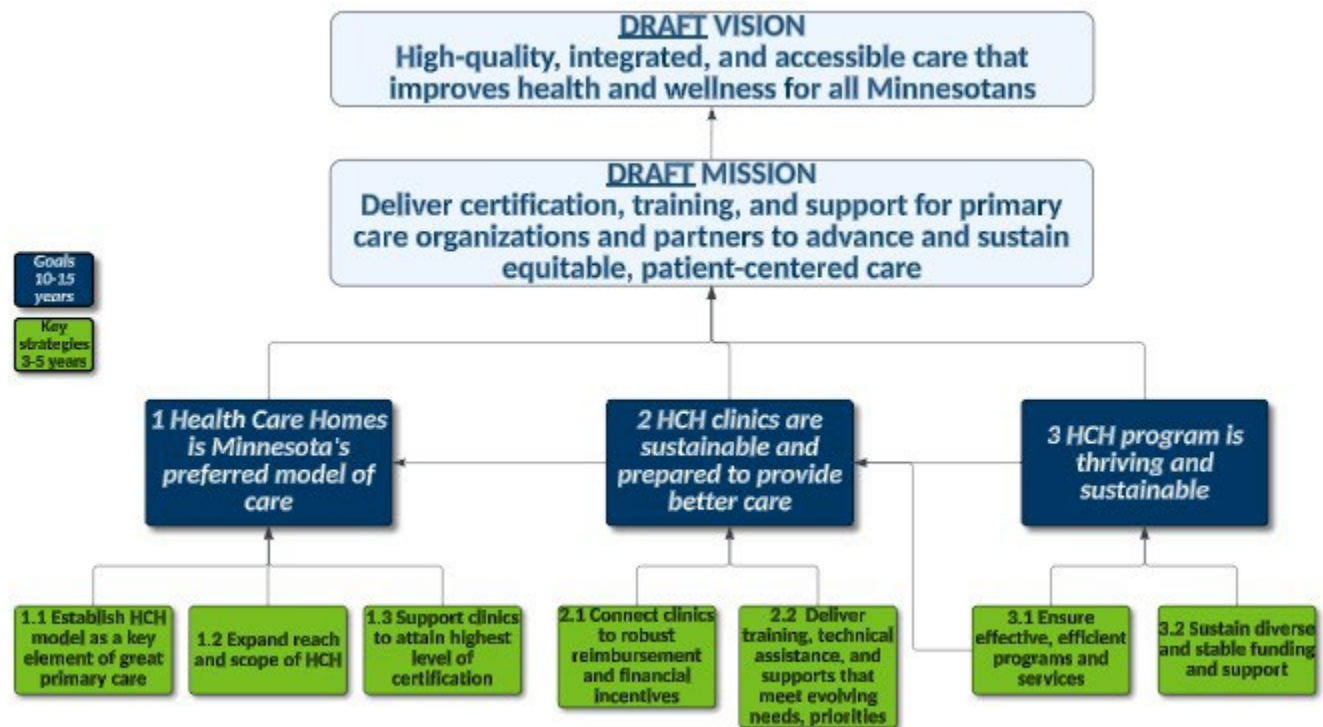 DRAFT VISION
High-quality, integrated, and accessible care that
improves health and wellness for all Minnesotans
DRAFT MISSION
Deliver certification, training, and support for primary
care organizations and partners to advance and sustain
equitable, patient-centered care
Goals
10-15
years
Key
strategies
3-5 years
1 Health Care Homes
is Minnesota's
preferred model of
care
2 HCH clinics are
sustainable and
prepared to provide
better care
3 HCH program is
thriving and
sustainable
1.1 Establish HCH
model as a key
element of great
primary care
1.2 Expand reach
and scope of HCH
1.3 Support clinics
to attain highest
level of
certification
2.1 Connect clinics
to robust
reimbursement
and financial
incentives
2.2 Deliver
training, technical
assistance, and
supports that
meet evolving
needs, priorities
3.1 Ensure
effective, efficient
programs and
services
3.2 Sustain diverse
and stable funding
and support